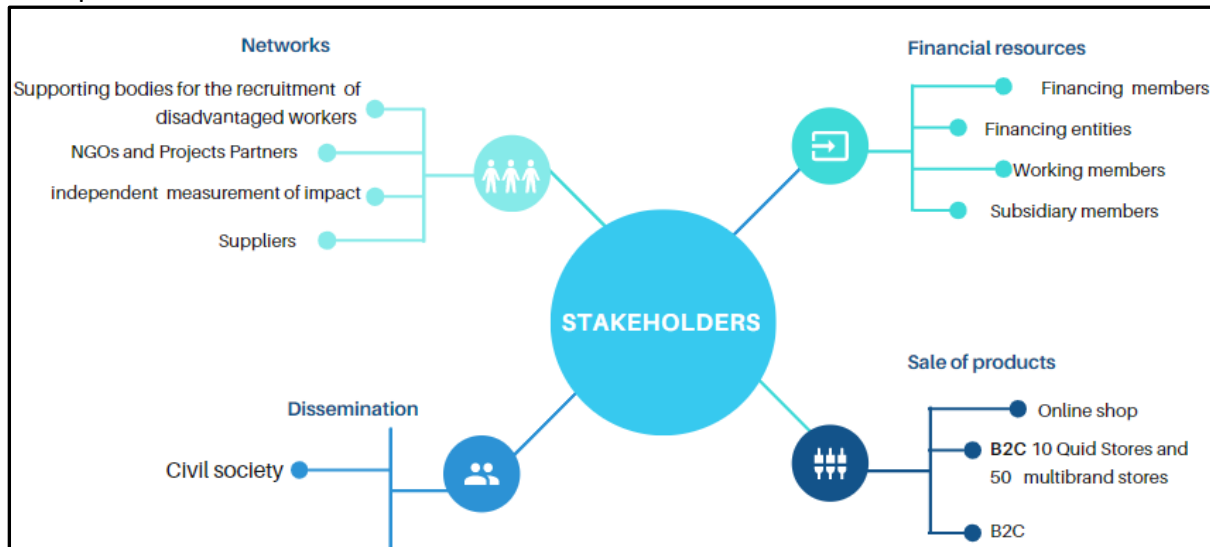 Networks
Supporting bodies for the recruitment of
disadvantaged workers
NGOs and Projects Partners
independent measurement of impact
Suppliers
Financial resources
Financing members
Financing entities
Working members
Subsidiary members
STAKEHOLDERS
Dissemination
Civil society
Sale of products
Online shop
B2C 10 Quid Stores and
50 multibrand stores
B2C